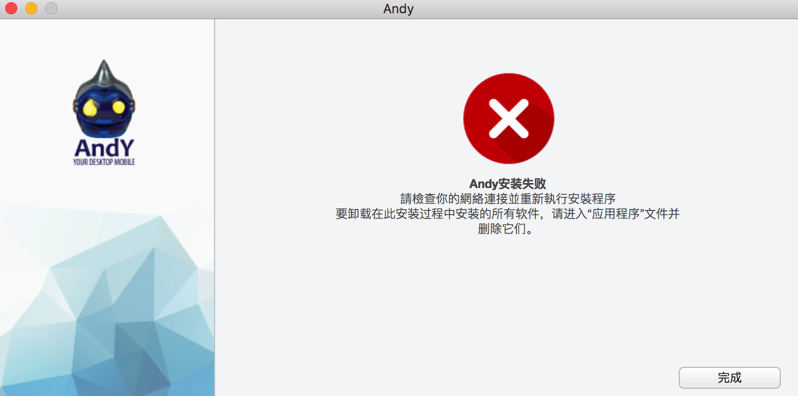 Andy
AndY
YOUR DESKTOP MOBILE
Andy安装失败
請檢查你的網絡連接並重新執行安裝程序
要卸载在此安装过程中安装的所有软件，请进入“应用程序”文件并
删除它们。
完成